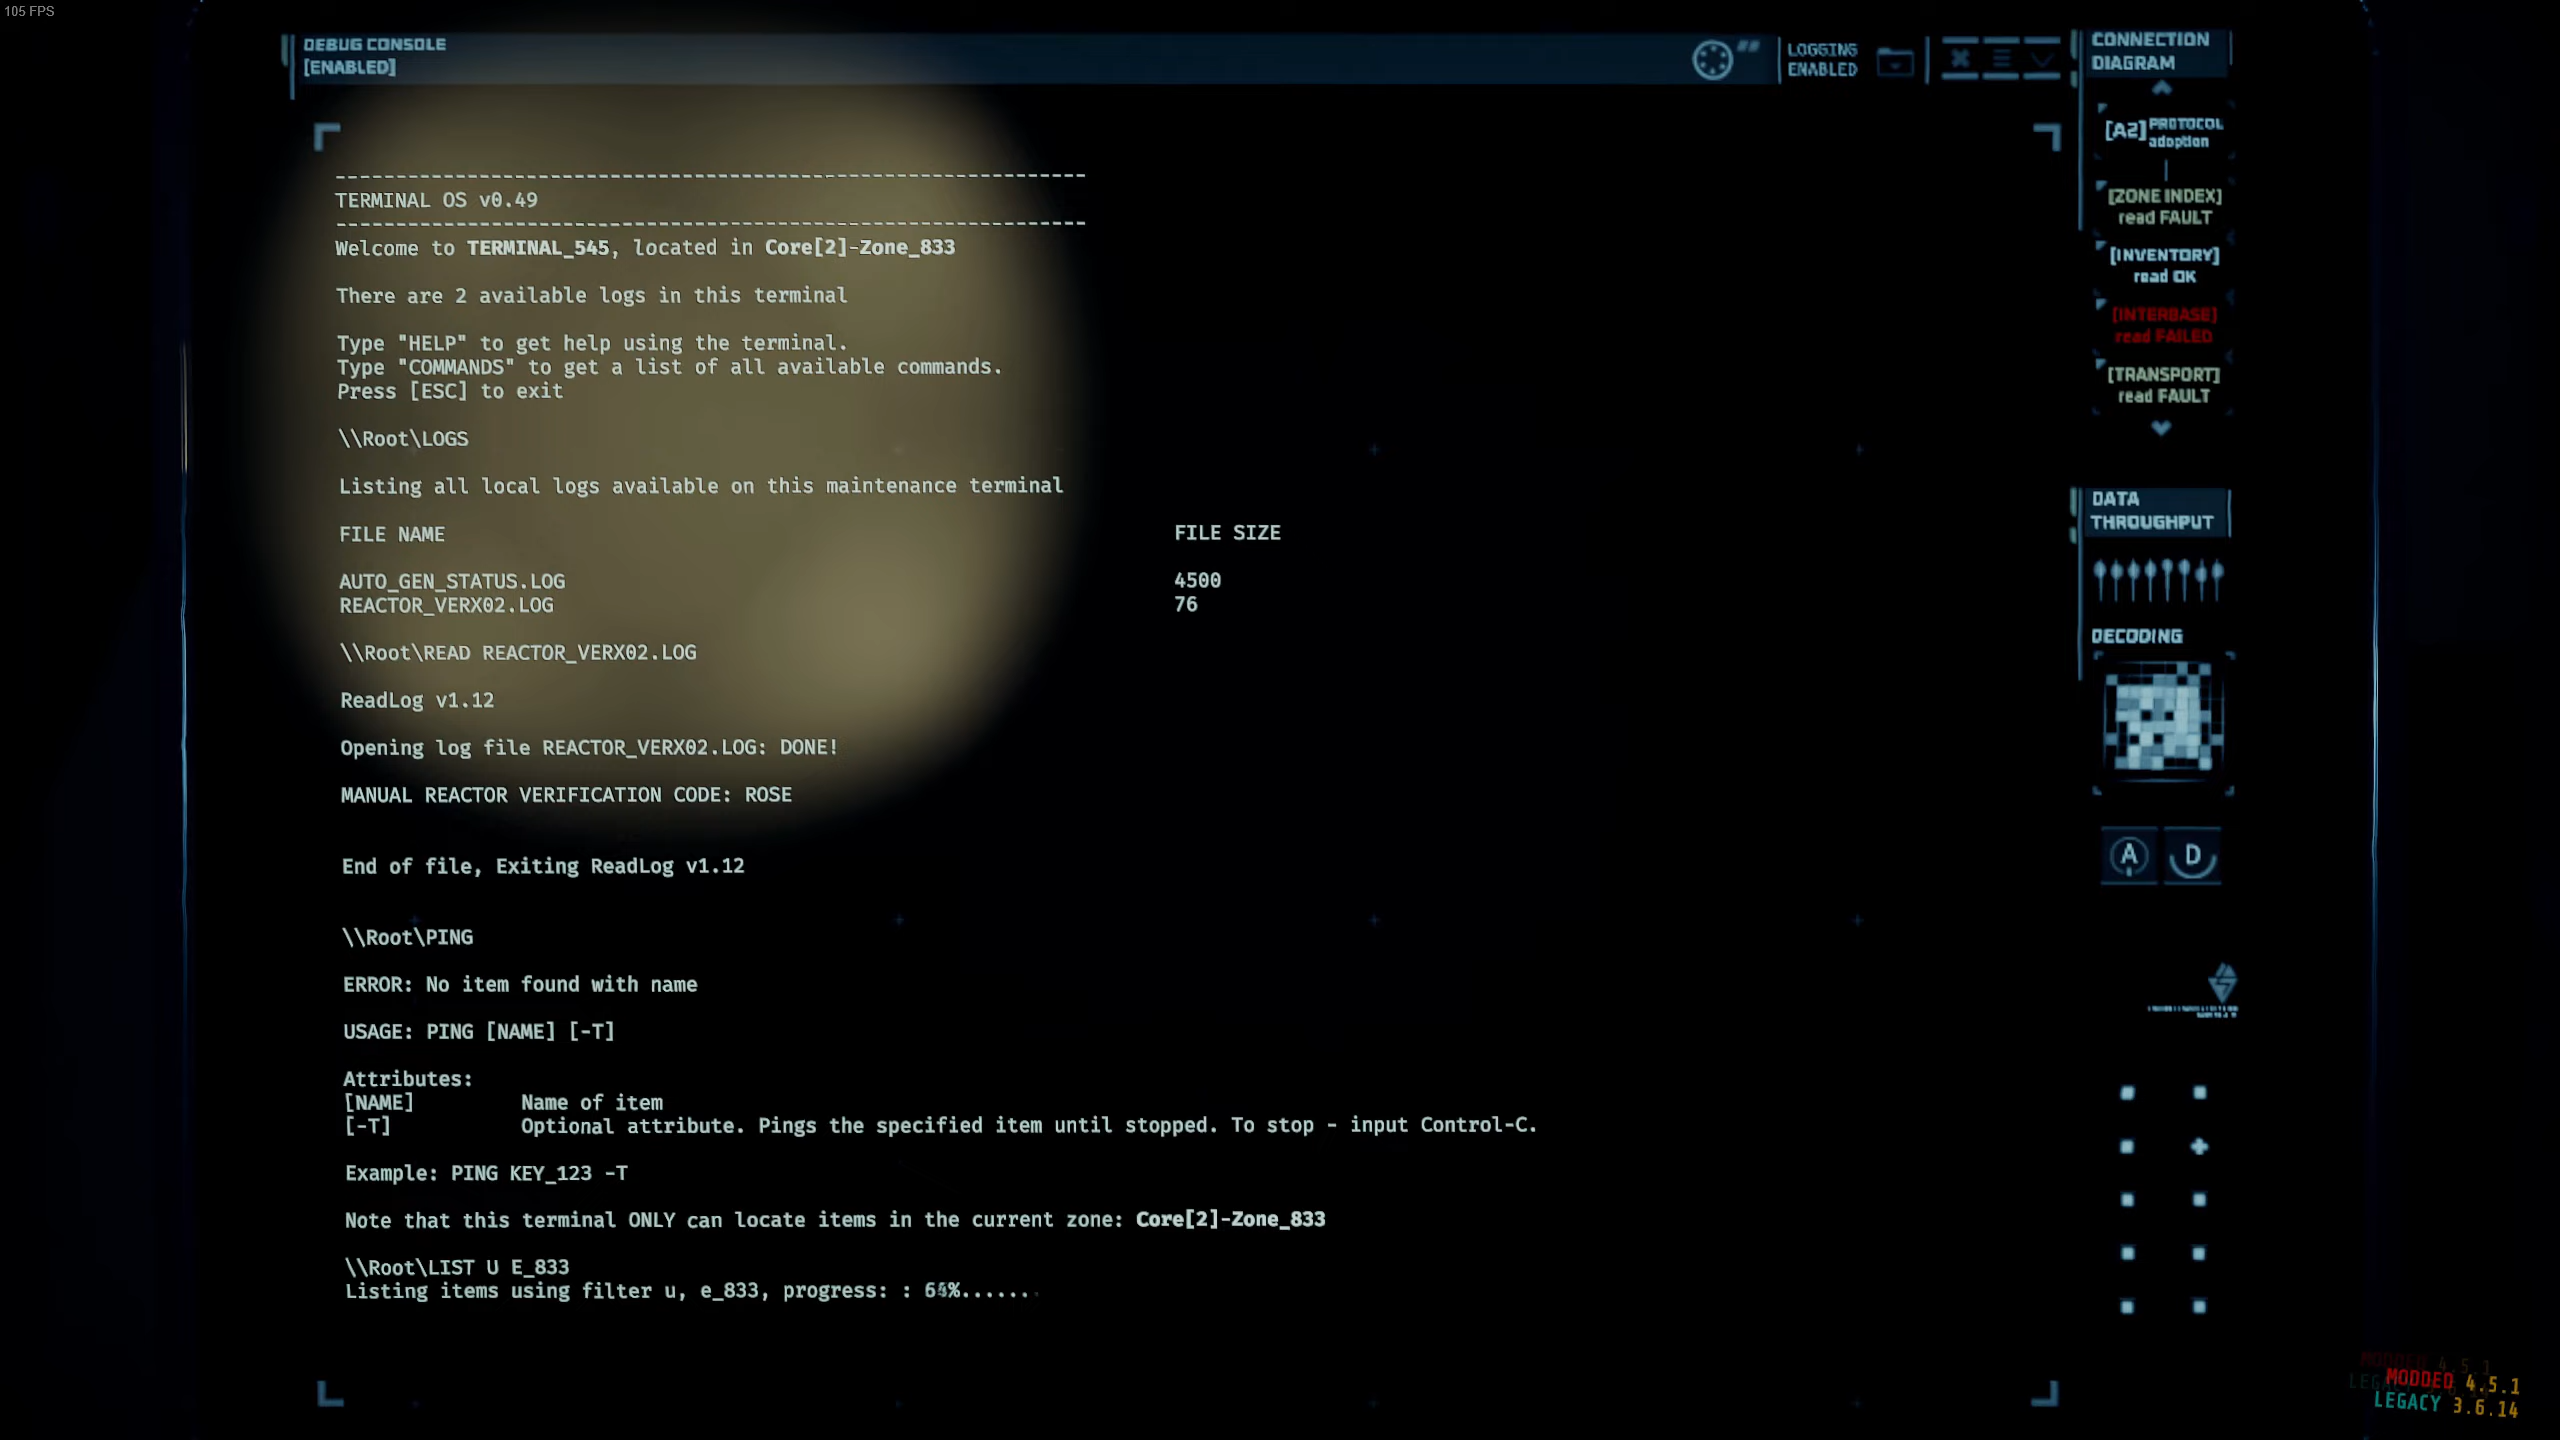 105 FPS
DEBUG CONSOLE
[ENABLED]
LOGGING
ENABLED
CONNECTION
DIAGRAM
[A2] PROTOCOL
adoption
[ZONE INDEX]
read FAULT
[INVENTORY]
read OK
[INTERBASE]
read FAILED
[TRANSPORT]
read FAULT
DATA
THROUGHPUT
DECODING
A D
--------------------------------------------------------------
TERMINAL OS v0.49
--------------------------------------------------------------
Welcome to TERMINAL_545, located in Core[2]-Zone_833
There are 2 available logs in this terminal
Type "HELP" to get help using the terminal.
Type "COMMANDS" to get a list of all available commands.
Press [ESC] to exit
\\Root\LOGS
Listing all local logs available on this maintenance terminal
FILE NAME FILE SIZE
AUTO_GEN_STATUS.LOG 4500
REACTOR_VERX02.LOG 76
\\Root\READ REACTOR_VERX02.LOG
ReadLog v1.12
Opening log file REACTOR_VERX02.LOG: DONE!
MANUAL REACTOR VERIFICATION CODE: ROSE
End of file, Exiting ReadLog v1.12
\\Root\PING
ERROR: No item found with name
USAGE: PING [NAME] [-T]
Attributes:
[NAME] Name of item
[-T] Optional attribute. Pings the specified item until stopped. To stop - input Control-C.
Example: PING KEY_123 -T
Note that this terminal ONLY can locate items in the current zone: Core[2]-Zone_833
\\Root\LIST U E_833
Listing items using filter u, e_833, progress: :
MODDED 4.5.1
LEGACY 3.6.14